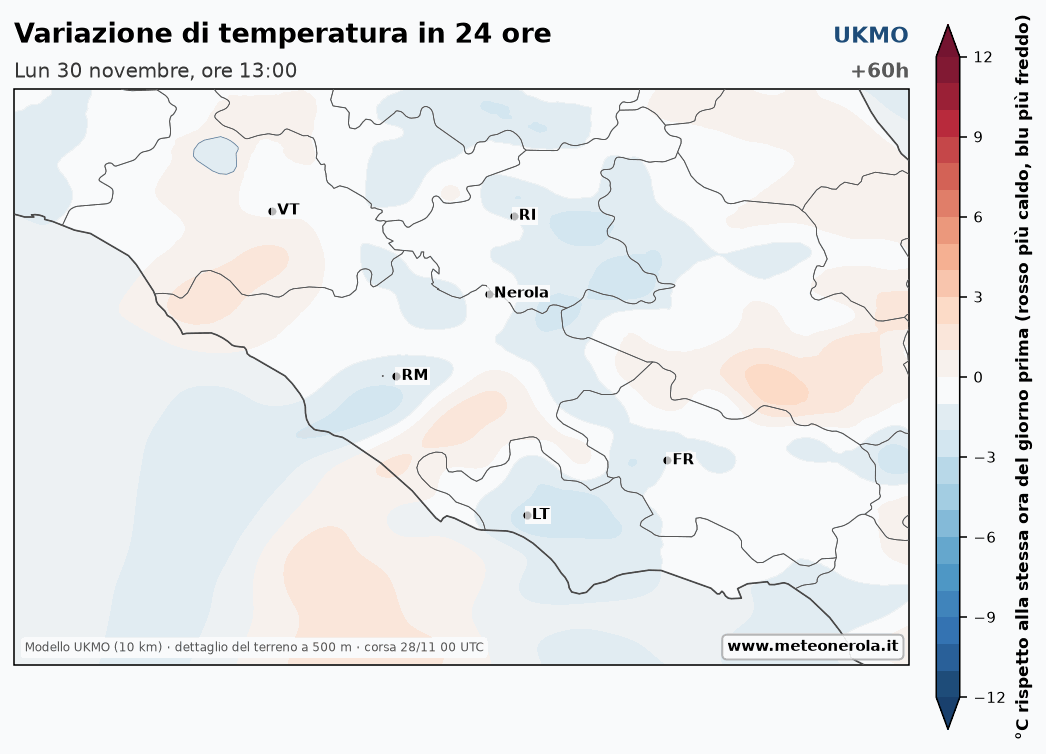 Variazione di temperatura in 24 ore
UKMO
Lun 30 novembre, ore 13:00
+60h
VT
RI
Nerola
RM
FR
LT
Modello UKMO (10 km) · dettaglio del terreno a 500 m · corsa 28/11 00 UTC
www.meteonerola.it
12
9
6
3
0
−3
−6
−9
−12
°C rispetto alla stessa ora del giorno prima (rosso più caldo, blu più freddo)